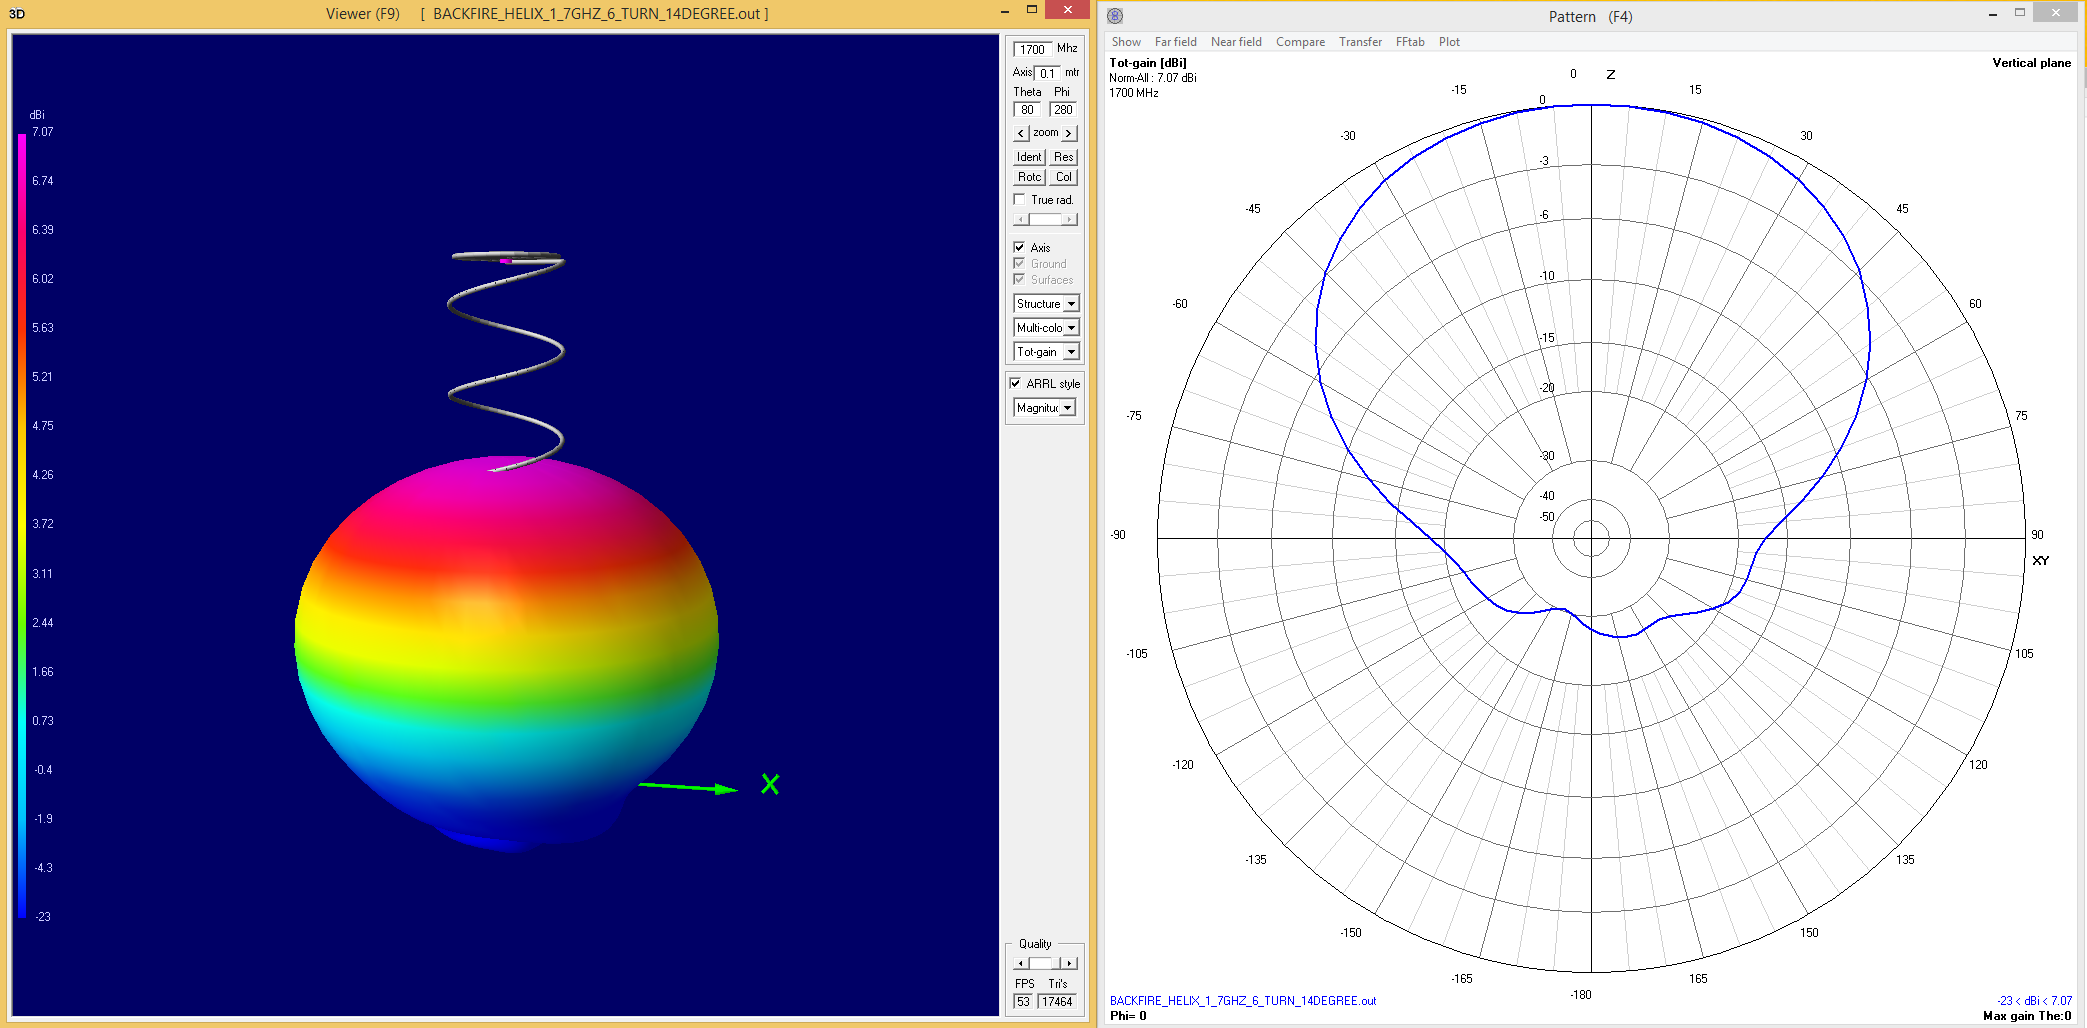 3D
Viewer (F9) [ BACKFIRE_HELIX_1_7GHZ_6_TURN_14DEGREE.out ]
dBi
7.07
6.74
6.39
6.02
5.63
5.21
4.75
4.26
3.72
3.11
2.44
1.66
0.73
-0.4
-1.9
-4.3
-23
X
1700 Mhz
Axis 0.1 mtr
Theta Phi
80 280
< zoom >
Ident Res
Rotc Col
True rad.
Axis
Ground
Surfaces
Structure
Multi-colo
Tot-gain
ARRL style
Magnituc
Quality
FPS Tri's
53 17464
Pattern (F4)
Show Far field Near field Compare Transfer FFtab Plot
Tot-gain [dBi]
Norm-All : 7.07 dBi
1700 MHz
Vertical plane
0 Z
-15 15
-30 30
-45 45
-60 60
-75 75
-90 90
XY
-105 105
-120 120
-135 135
-150 150
-165 165
-180
0
-3
-6
-10
-15
-20
-30
-40
-50
BACKFIRE_HELIX_1_7GHZ_6_TURN_14DEGREE.out
Phi= 0
-23 < dBi < 7.07
Max gain The:0